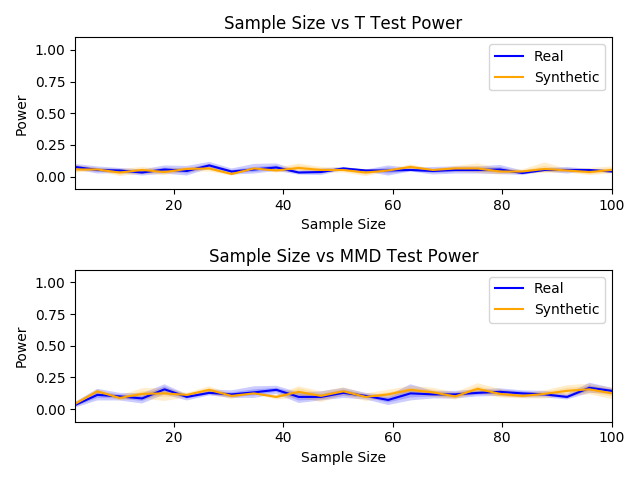 Sample Size vs T Test Power
1.00
0.75
0.50
0.25
0.00
Power
Real
Synthetic
20 40 60 80 100
Sample Size
Sample Size vs MMD Test Power
1.00
0.75
0.50
0.25
0.00
Power
Real
Synthetic
20 40 60 80 100
Sample Size